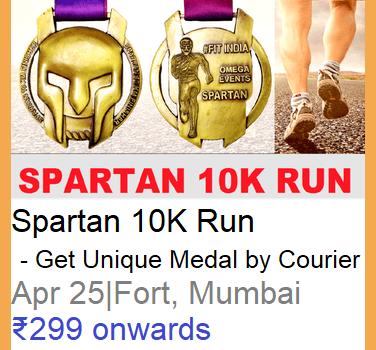 #FIT INDIA
OMEGA
EVENTS
SPARTAN
SPARTAN 10K RUN
Spartan 10K Run
- Get Unique Medal by Courier
Apr 25|Fort, Mumbai
₹299 onwards